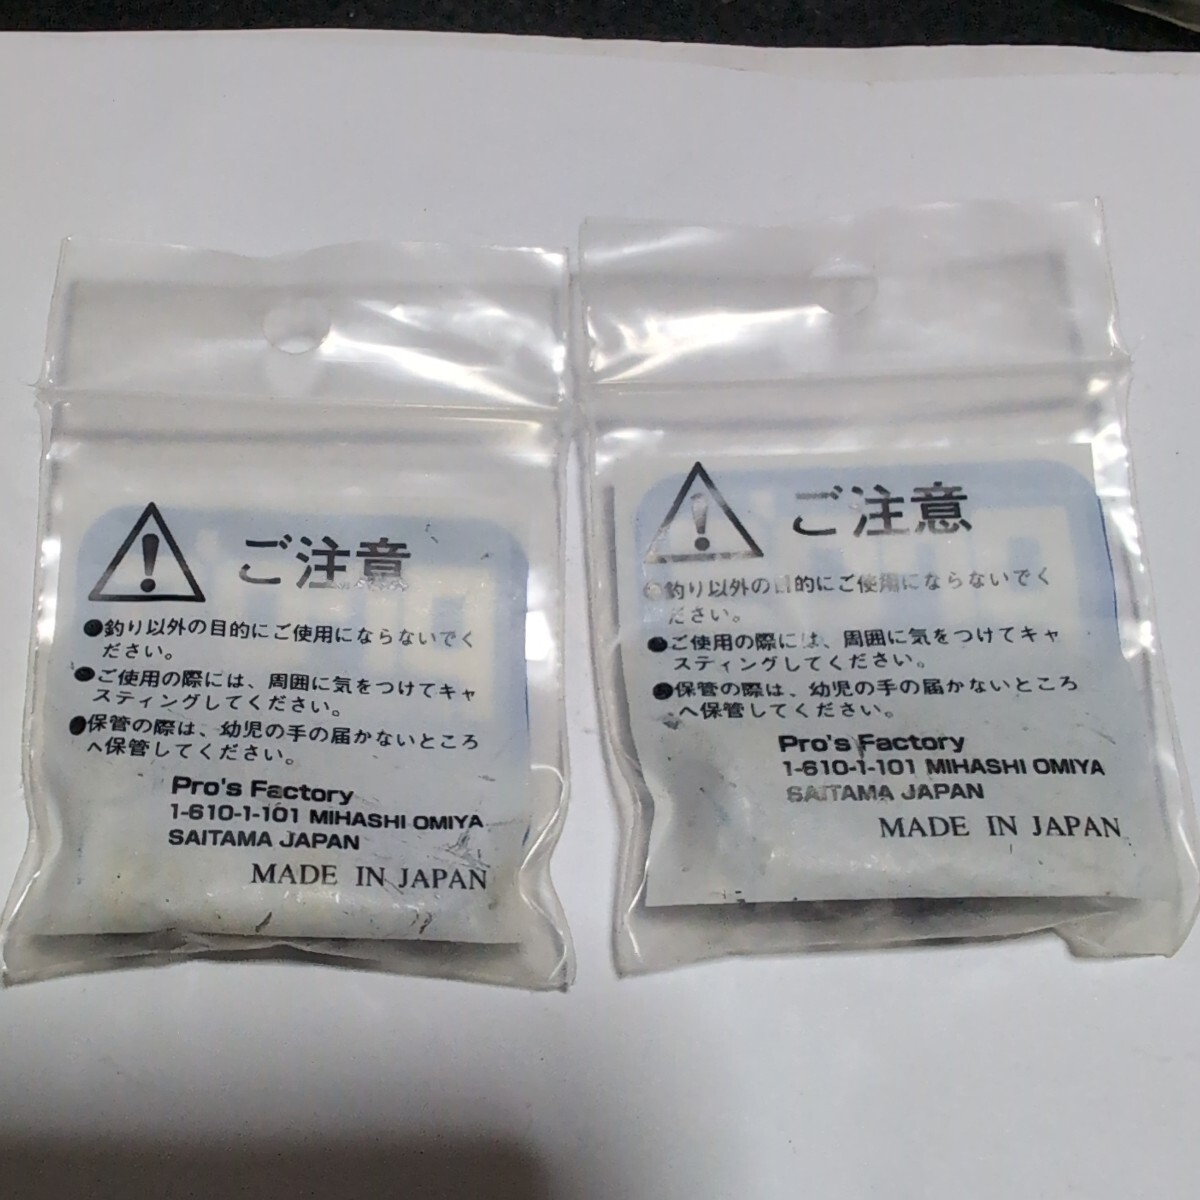 ご注意
●釣り以外の目的にご使用にならないでく
ださい。
●ご使用の際には、周囲に気をつけてキャ
スティングしてください。
●保管の際は、幼児の手の届かないところ
へ保管してください。
Pro's Factory
1-610-1-101 MIHASHI OMIYA
SAITAMA JAPAN
MADE IN JAPAN
ご注意
●釣り以外の目的にご使用にならないでく
ださい。
●ご使用の際には、周囲に気をつけてキャ
スティングしてください。
●保管の際は、幼児の手の届かないところ
へ保管してください。
Pro's Factory
1-610-1-101 MIHASHI OMIYA
SAITAMA JAPAN
MADE IN JAPAN